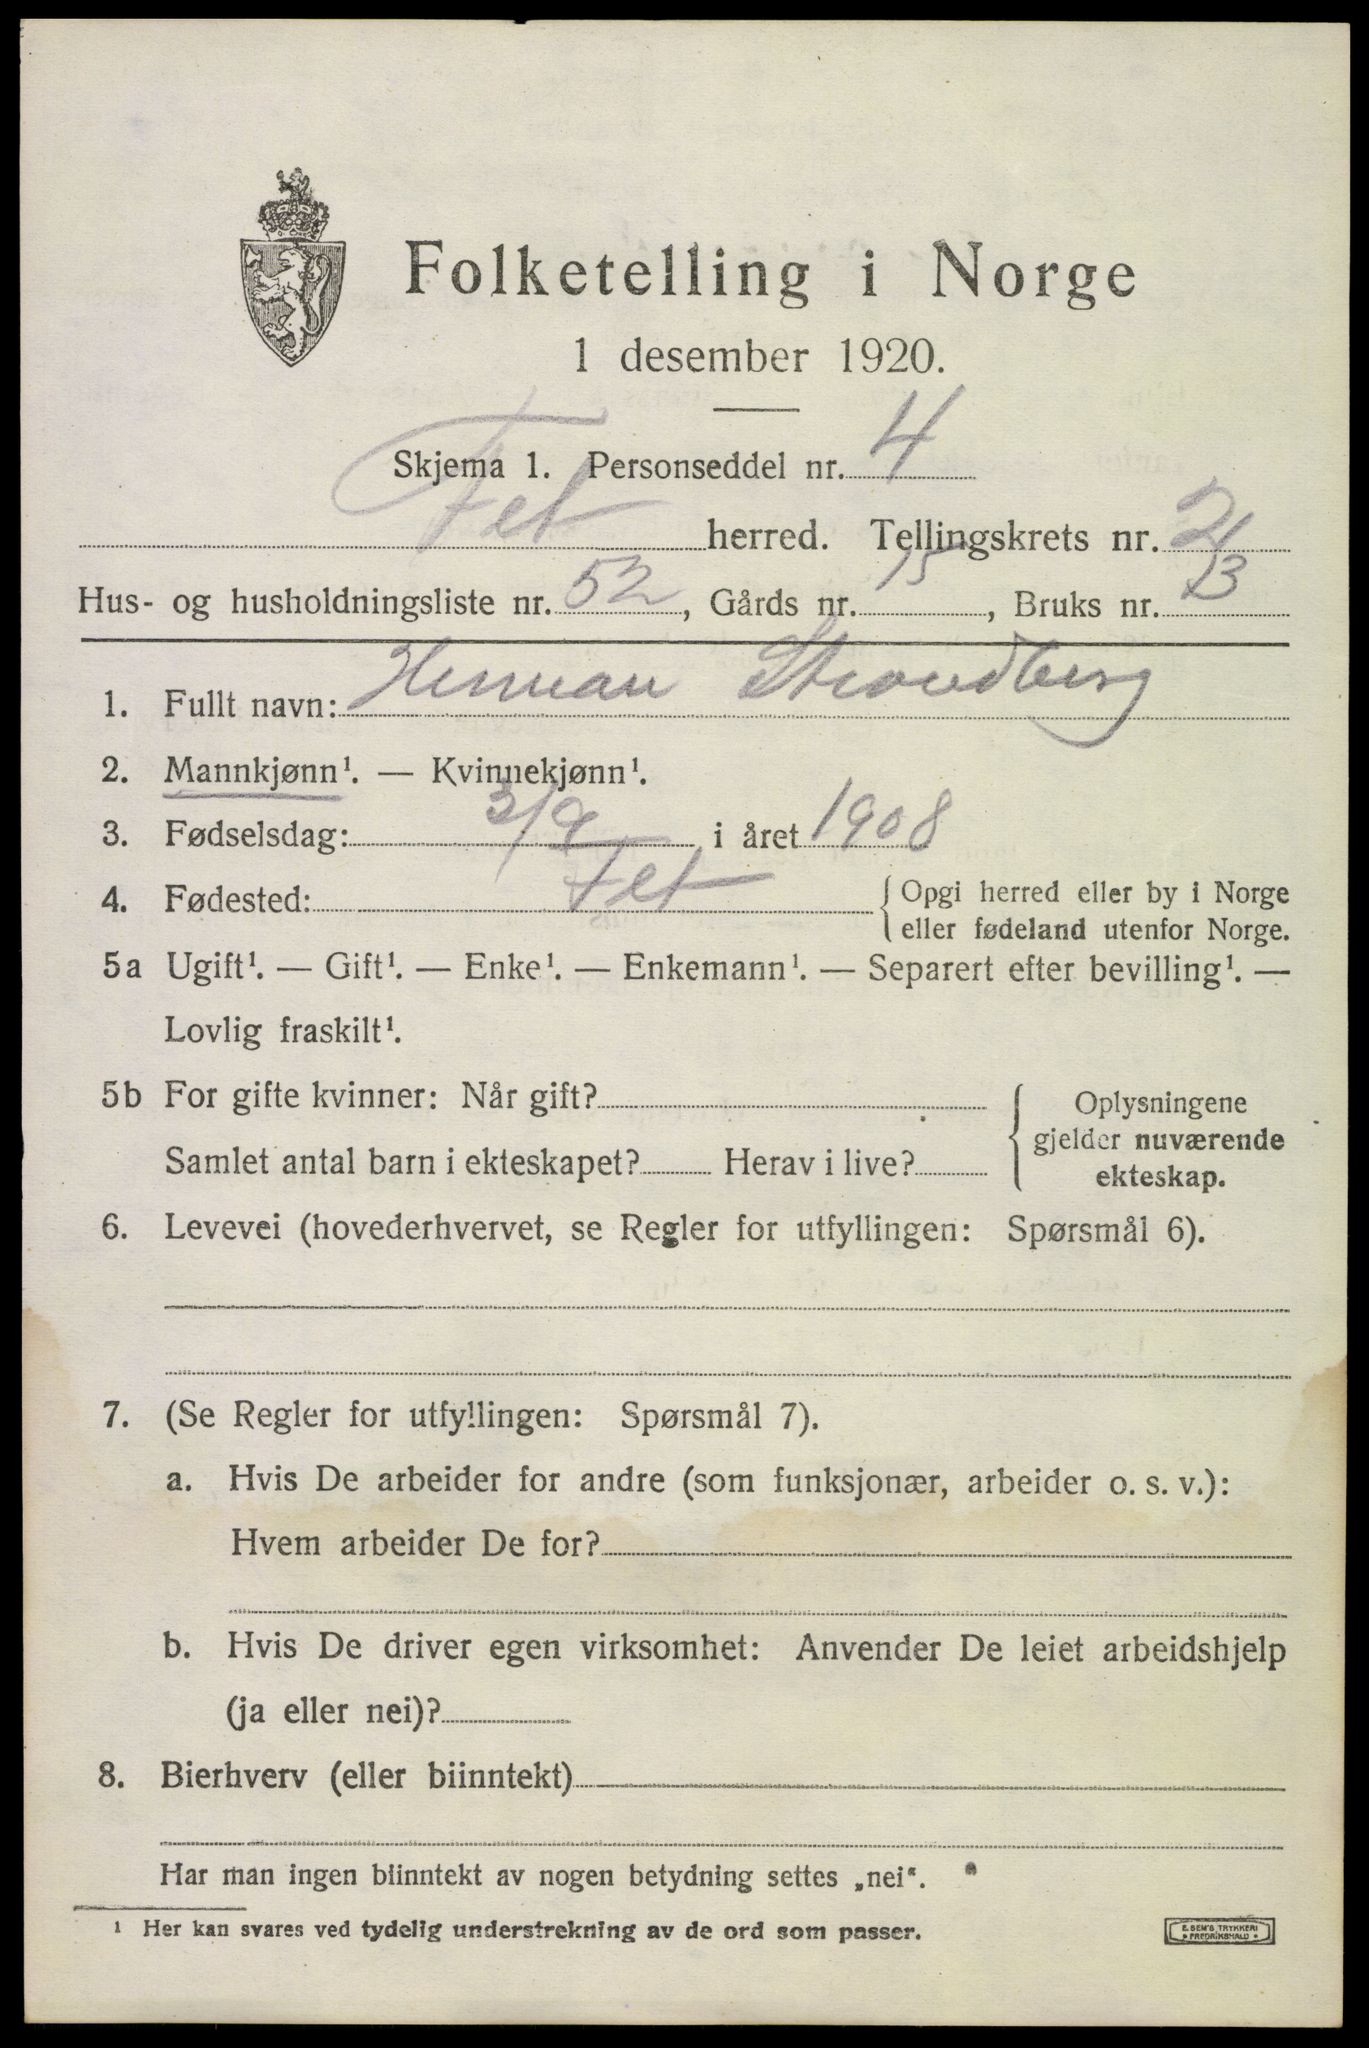 Folketelling i Norge
1 desember 1920.
Skjema 1. Personseddel nr. 4
Fet herred. Tellingskrets nr. 2
Hus- og husholdningsliste nr. 52, Gårds nr. 15, Bruks nr. 13
1. Fullt navn: Herman Strandberg
2. Mannkjønn¹. — Kvinnekjønn¹.
3. Fødselsdag: 3/9 i året 1908
4. Fødested: Fet { Opgi herred eller by i Norge
eller fødeland utenfor Norge.
5a Ugift¹. — Gift¹. — Enke¹. — Enkemann¹. — Separert efter bevilling¹. —
Lovlig fraskilt¹.
5b For gifte kvinner: Når gift? { Oplysningene
gjelder nuværende
Samlet antal barn i ekteskapet? Herav i live? ekteskap.
6. Levevei (hovederhvervet, se Regler for utfyllingen: Spørsmål 6).
7. (Se Regler for utfyllingen: Spørsmål 7).
a. Hvis De arbeider for andre (som funksjonær, arbeider o. s. v.):
Hvem arbeider De for?
b. Hvis De driver egen virksomhet: Anvender De leiet arbeidshjelp
(ja eller nei)?
8. Bierhverv (eller biinntekt)
Har man ingen biinntekt av nogen betydning settes „nei“.
¹ Her kan svares ved tydelig understrekning av de ord som passer.
E. SEM'S TRYKKERI
FREDRIKSHALD